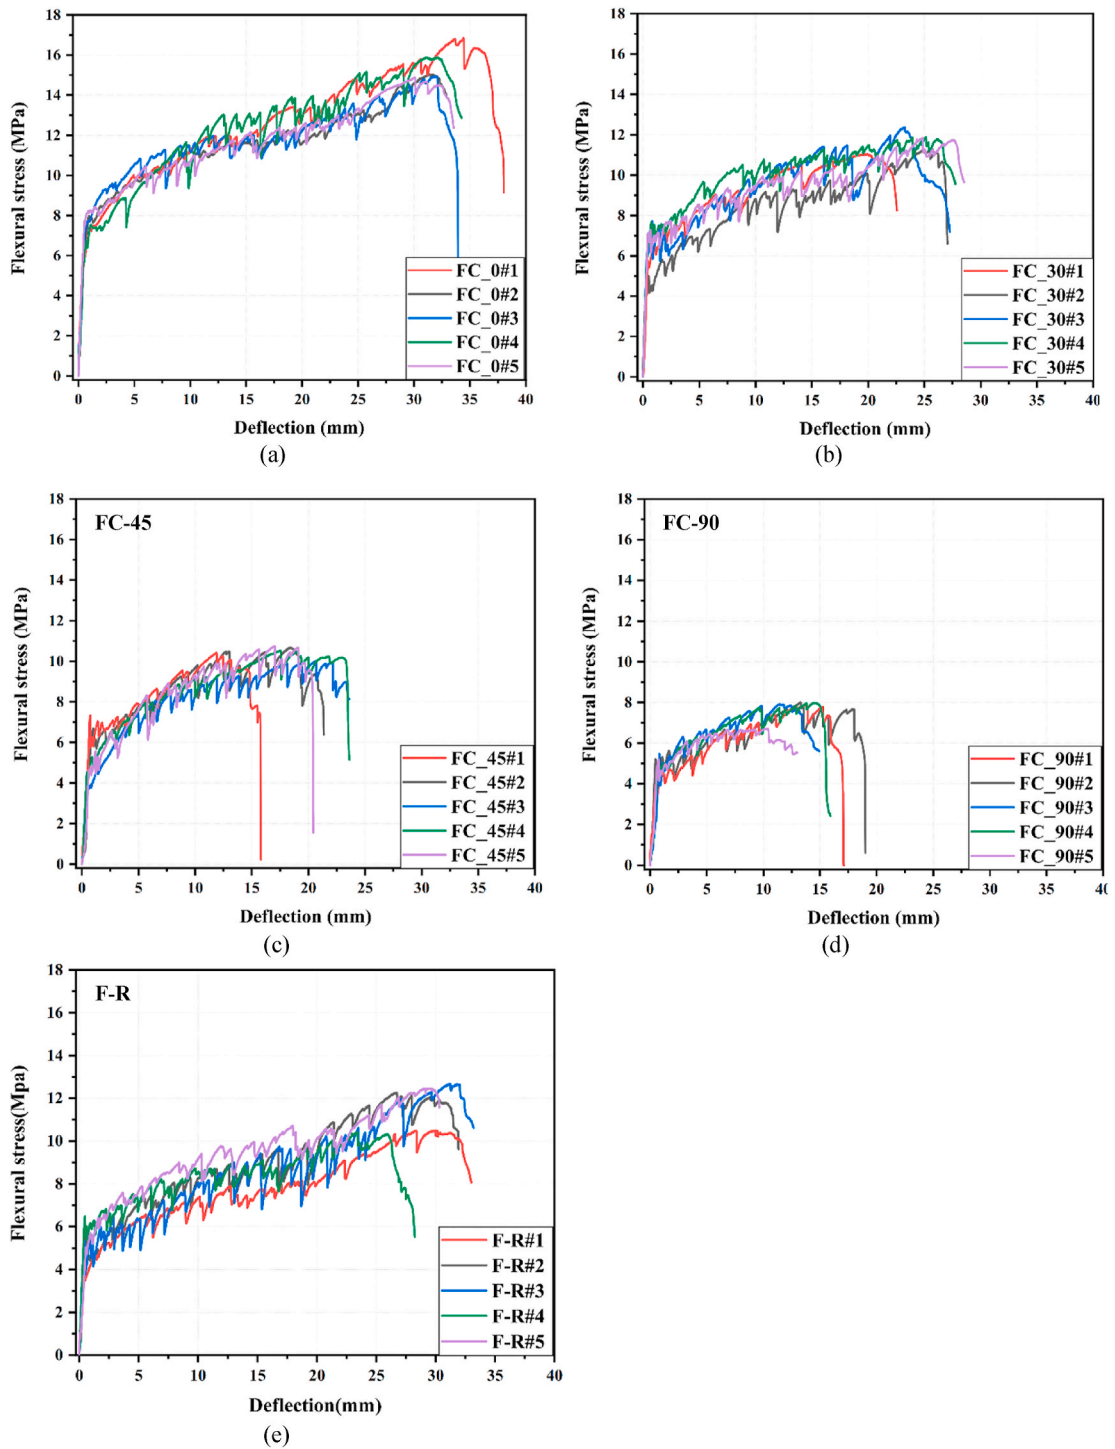 18
16
14
12
10
8
6
4
2
0
Flexural stress (MPa)
FC_0#1
FC_0#2
FC_0#3
FC_0#4
FC_0#5
0 5 10 15 20 25 30 35 40
Deflection (mm)
(a)
18
16
14
12
10
8
6
4
2
0
Flexural stress (MPa)
FC_30#1
FC_30#2
FC_30#3
FC_30#4
FC_30#5
0 5 10 15 20 25 30 35 40
Deflection (mm)
(b)
18
16
14
12
10
8
6
4
2
0
Flexural stress (MPa)
FC-45
FC_45#1
FC_45#2
FC_45#3
FC_45#4
FC_45#5
0 5 10 15 20 25 30 35 40
Deflection (mm)
(c)
18
16
14
12
10
8
6
4
2
0
Flexural stress (MPa)
FC-90
FC_90#1
FC_90#2
FC_90#3
FC_90#4
FC_90#5
0 5 10 15 20 25 30 35 40
Deflection (mm)
(d)
18
16
14
12
10
8
6
4
2
0
Flexural stress(Mpa)
F-R
F-R#1
F-R#2
F-R#3
F-R#4
F-R#5
0 5 10 15 20 25 30 35 40
Deflection(mm)
(e)